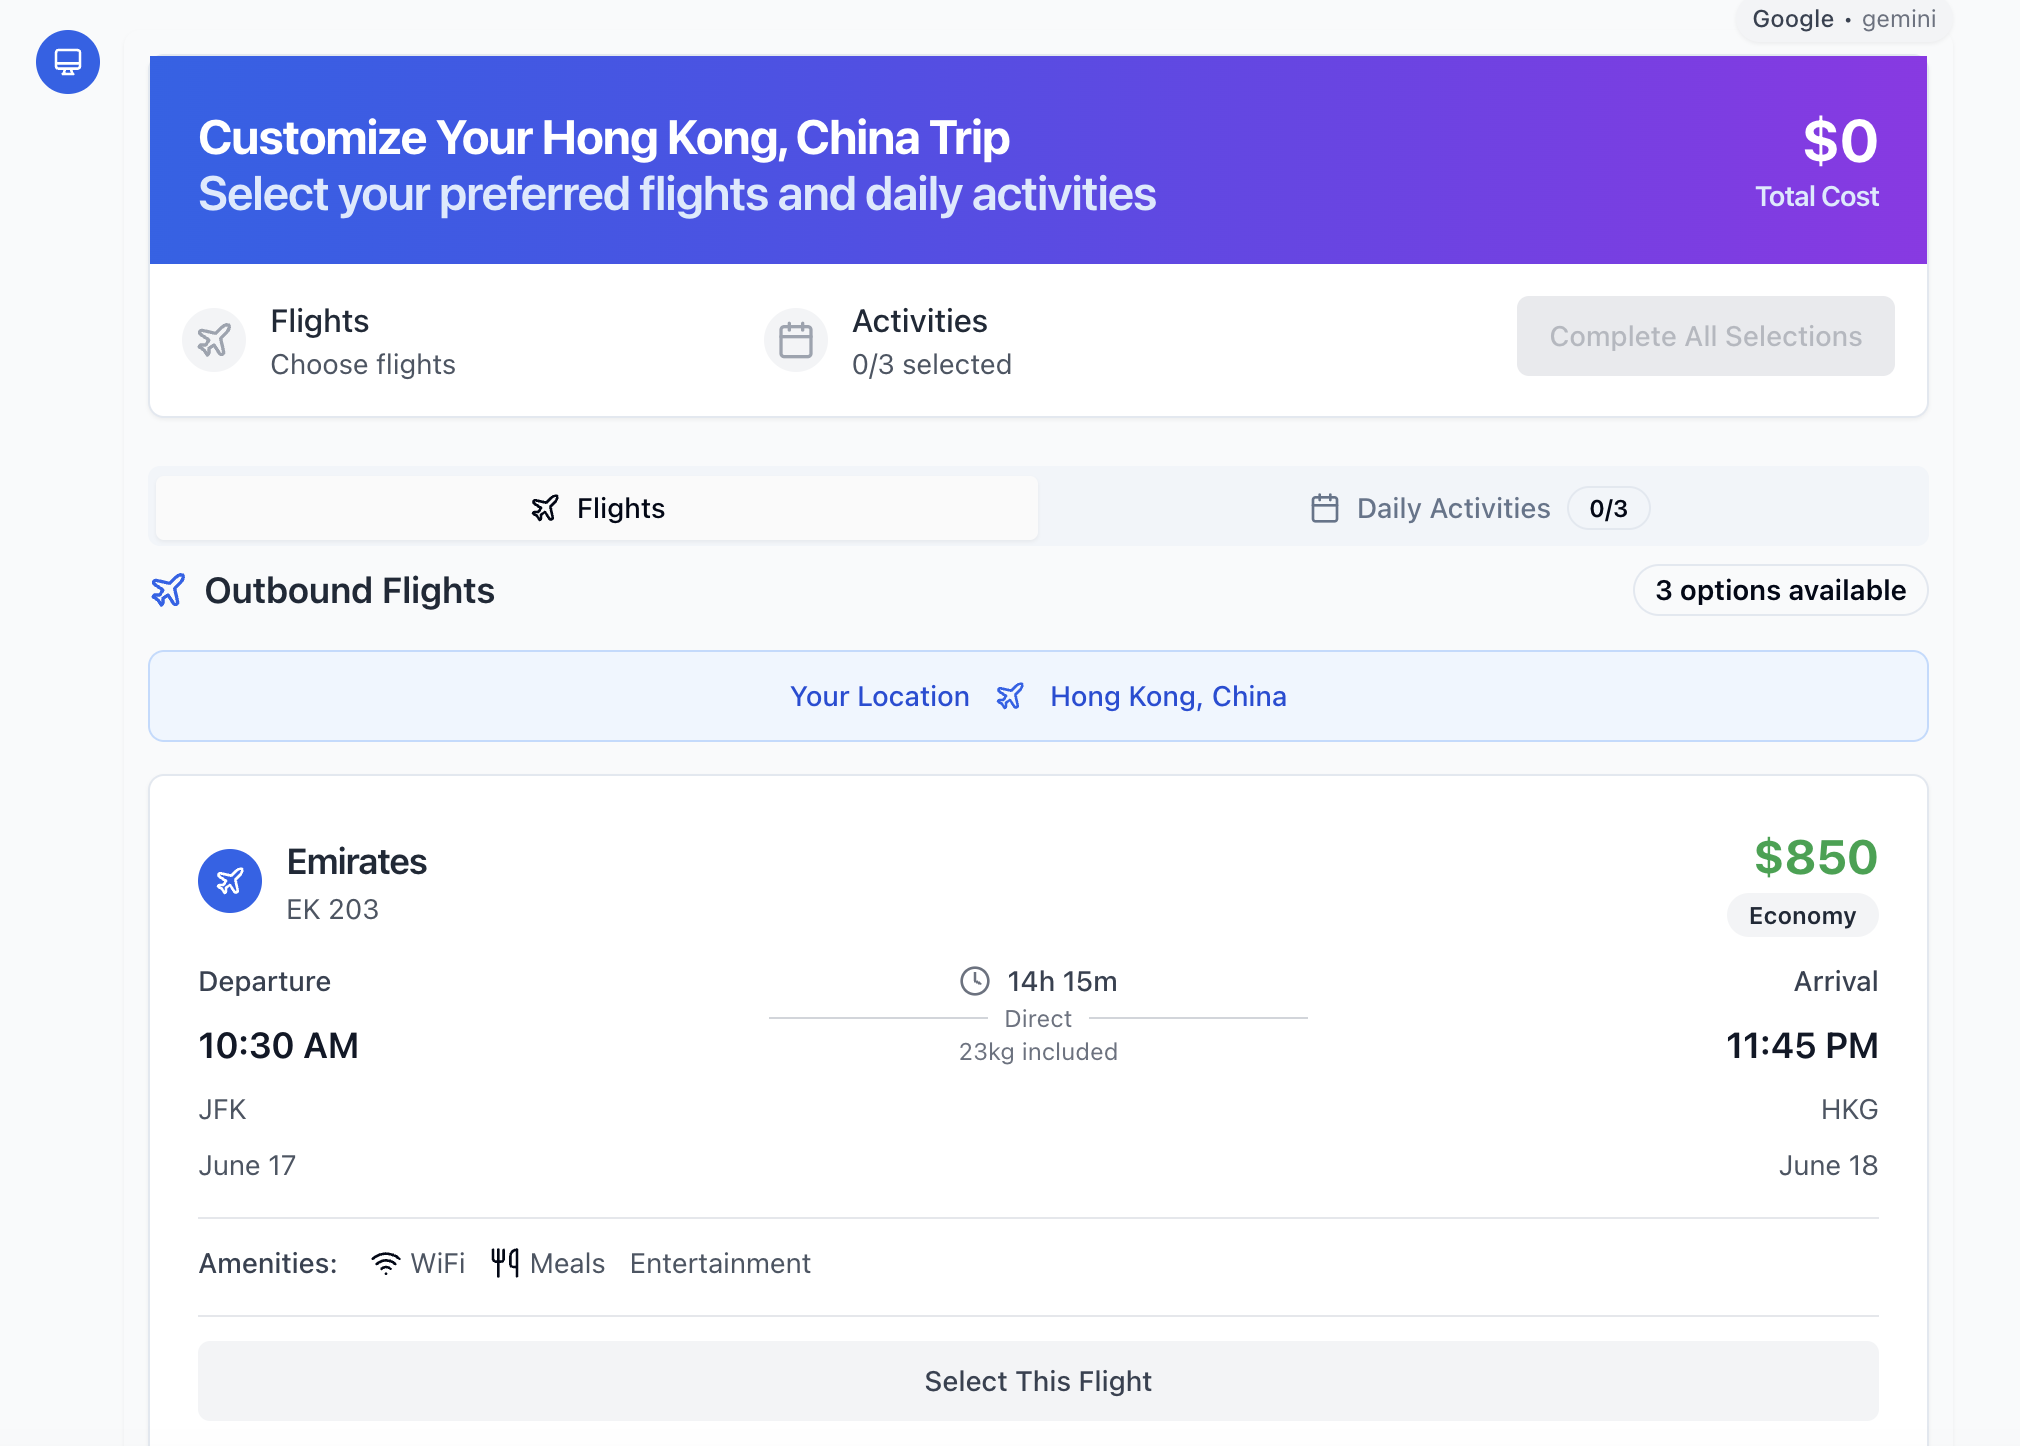 Google • gemini
Customize Your Hong Kong, China Trip
Select your preferred flights and daily activities
$0
Total Cost
Flights
Choose flights
Activities
0/3 selected
Complete All Selections
Flights
Daily Activities 0/3
Outbound Flights
3 options available
Your Location Hong Kong, China
Emirates
EK 203
$850
Economy
Departure
10:30 AM
JFK
June 17
14h 15m
Direct
23kg included
Arrival
11:45 PM
HKG
June 18
Amenities: WiFi Meals Entertainment
Select This Flight